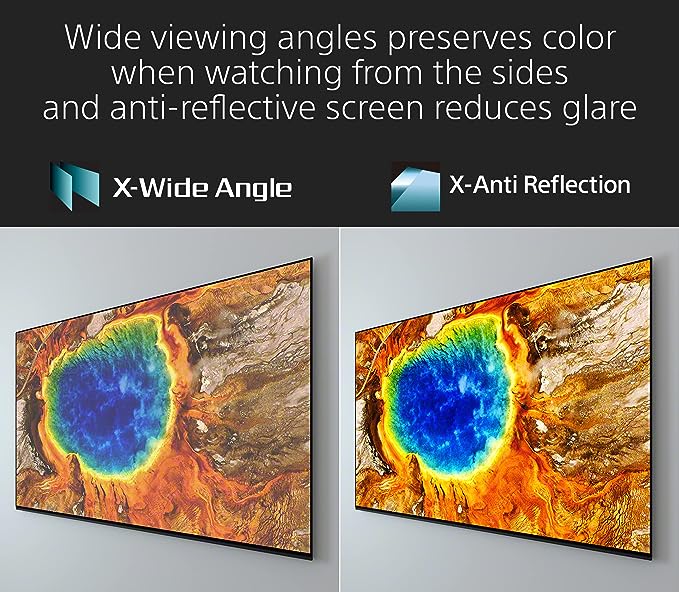 Wide viewing angles preserves color
when watching from the sides
and anti-reflective screen reduces glare
X-Wide Angle
X-Anti Reflection